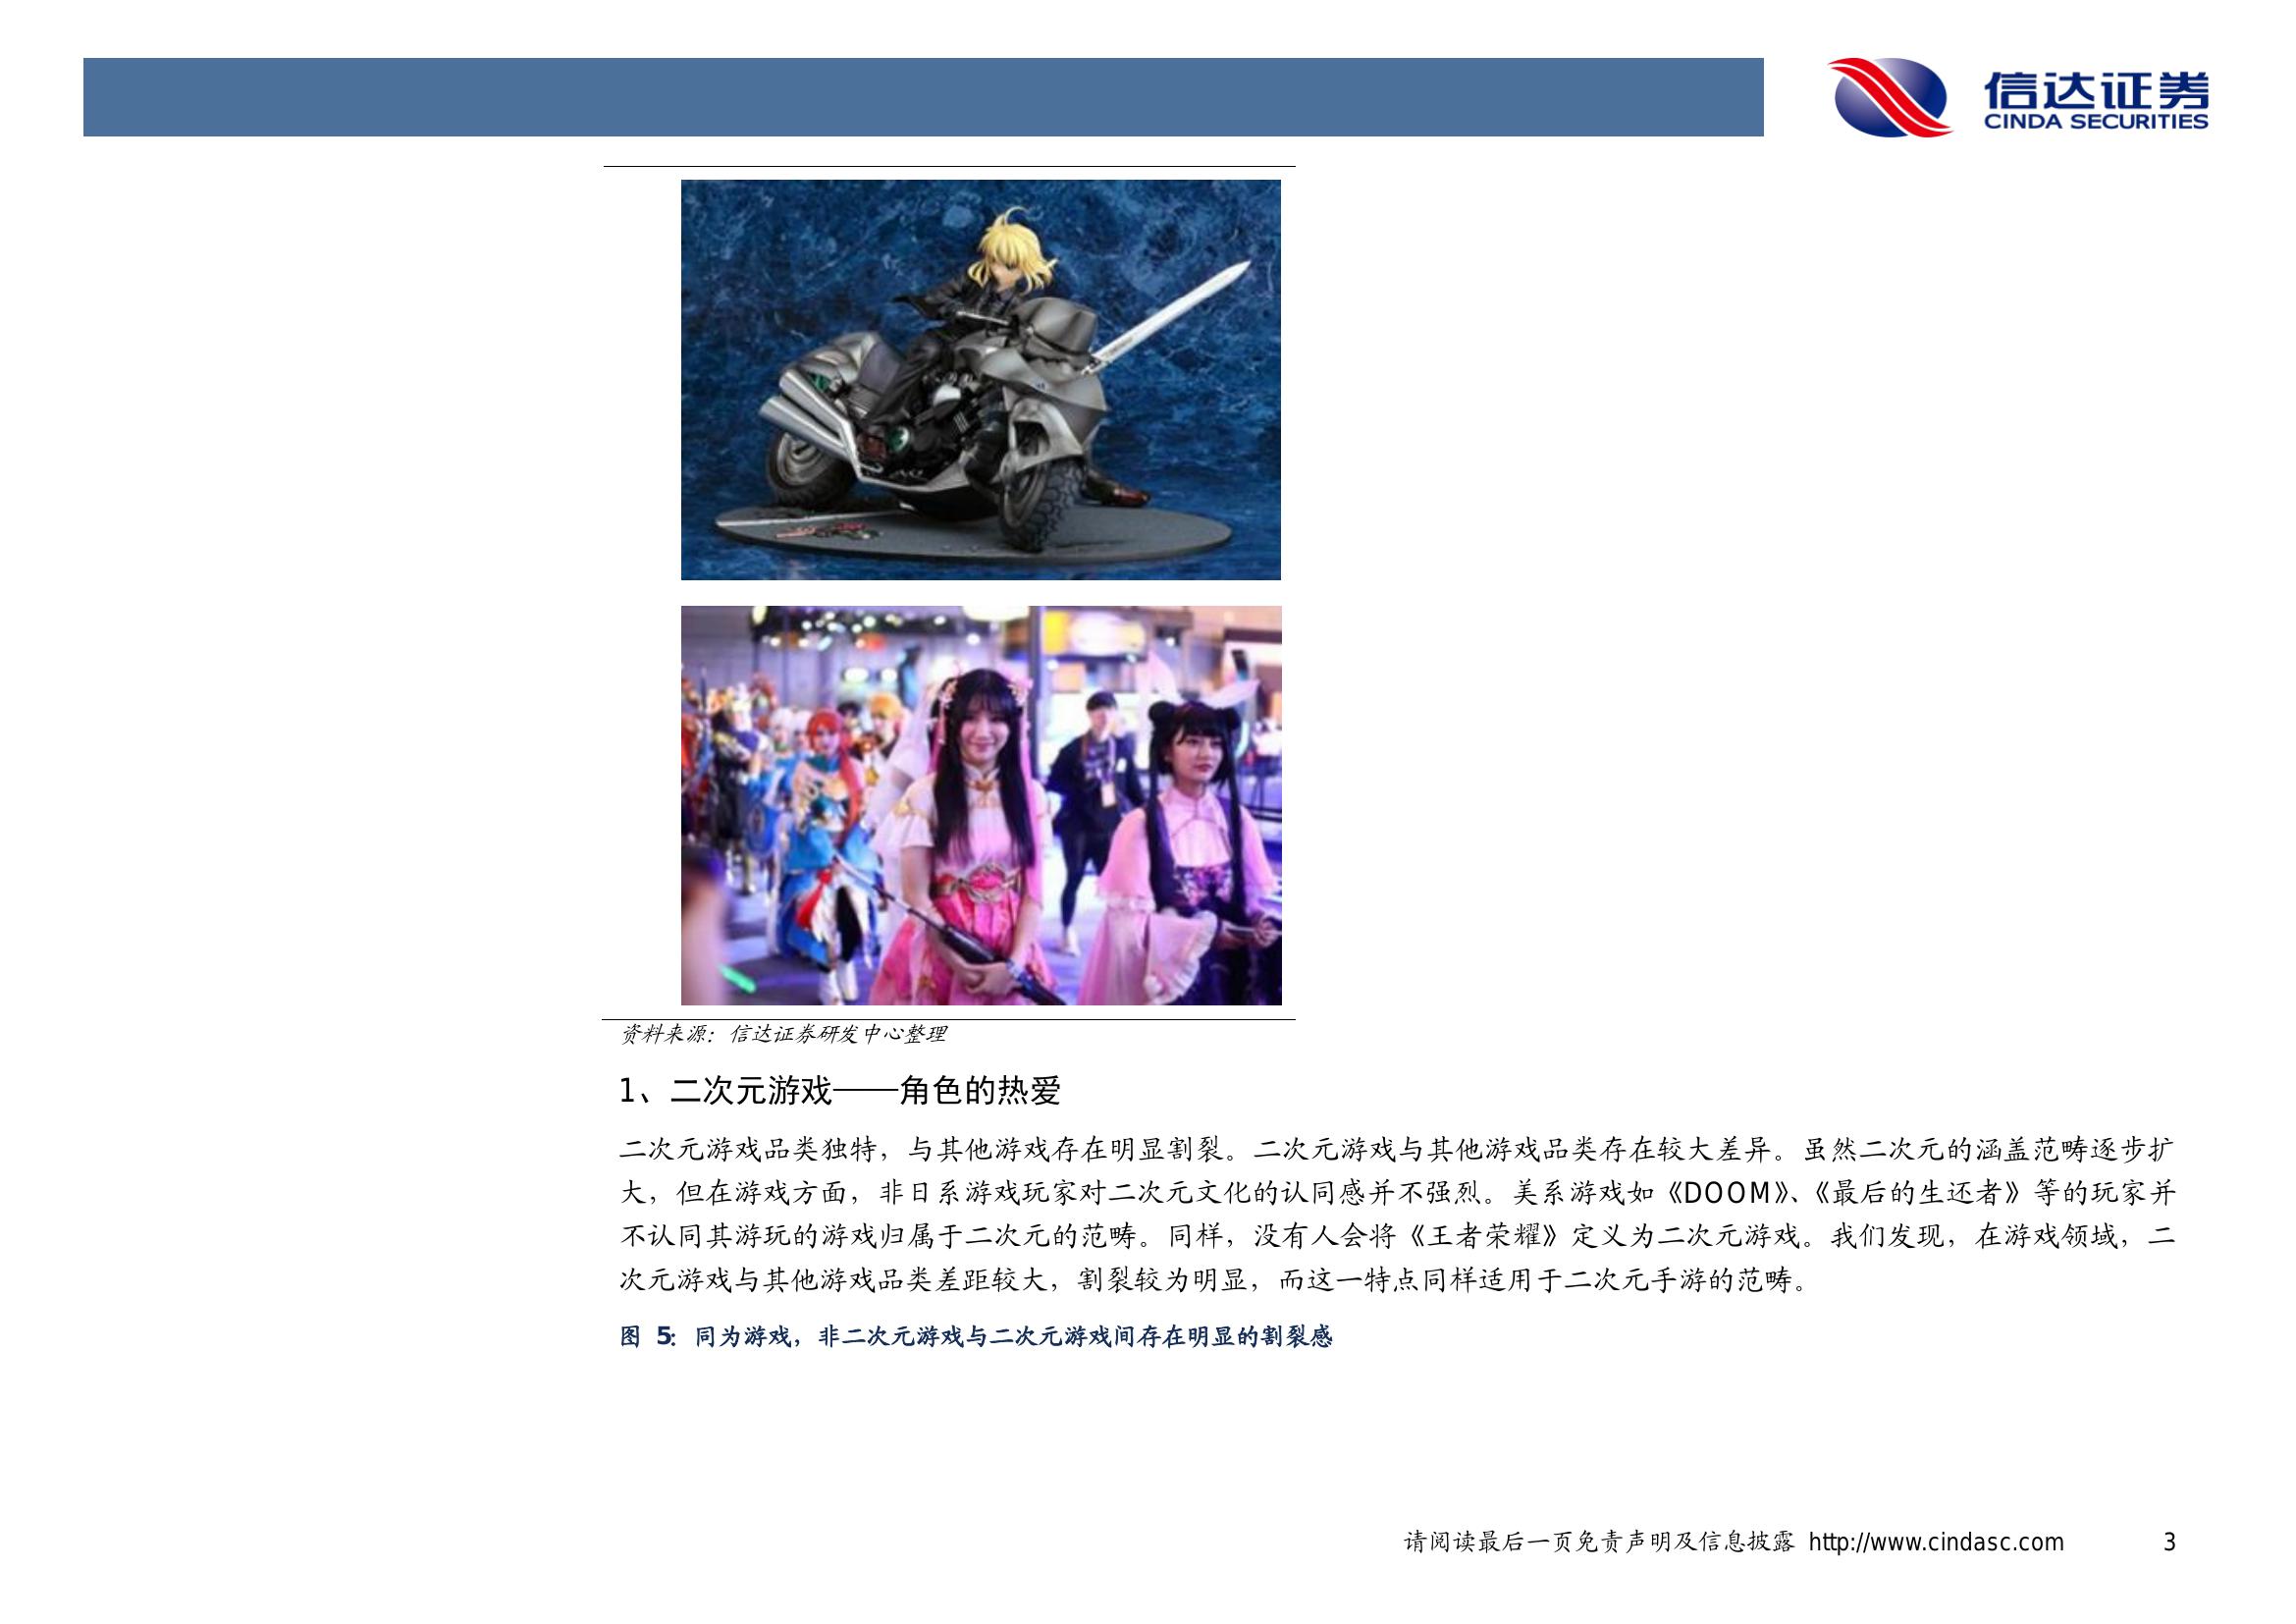 信达证券
CINDA SECURITIES
资料来源：信达证券研发中心整理
1、二次元游戏——角色的热爱
二次元游戏品类独特，与其他游戏存在明显割裂。二次元游戏与其他游戏品类存在较大差异。虽然二次元的涵盖范畴逐步扩
大，但在游戏方面，非日系游戏玩家对二次元文化的认同感并不强烈。美系游戏如《DOOM》、《最后的生还者》等的玩家并
不认同其游玩的游戏归属于二次元的范畴。同样，没有人会将《王者荣耀》定义为二次元游戏。我们发现，在游戏领域，二
次元游戏与其他游戏品类差距较大，割裂较为明显，而这一特点同样适用于二次元手游的范畴。
图 5：同为游戏，非二次元游戏与二次元游戏间存在明显的割裂感
请阅读最后一页免责声明及信息披露 http://www.cindasc.com 3